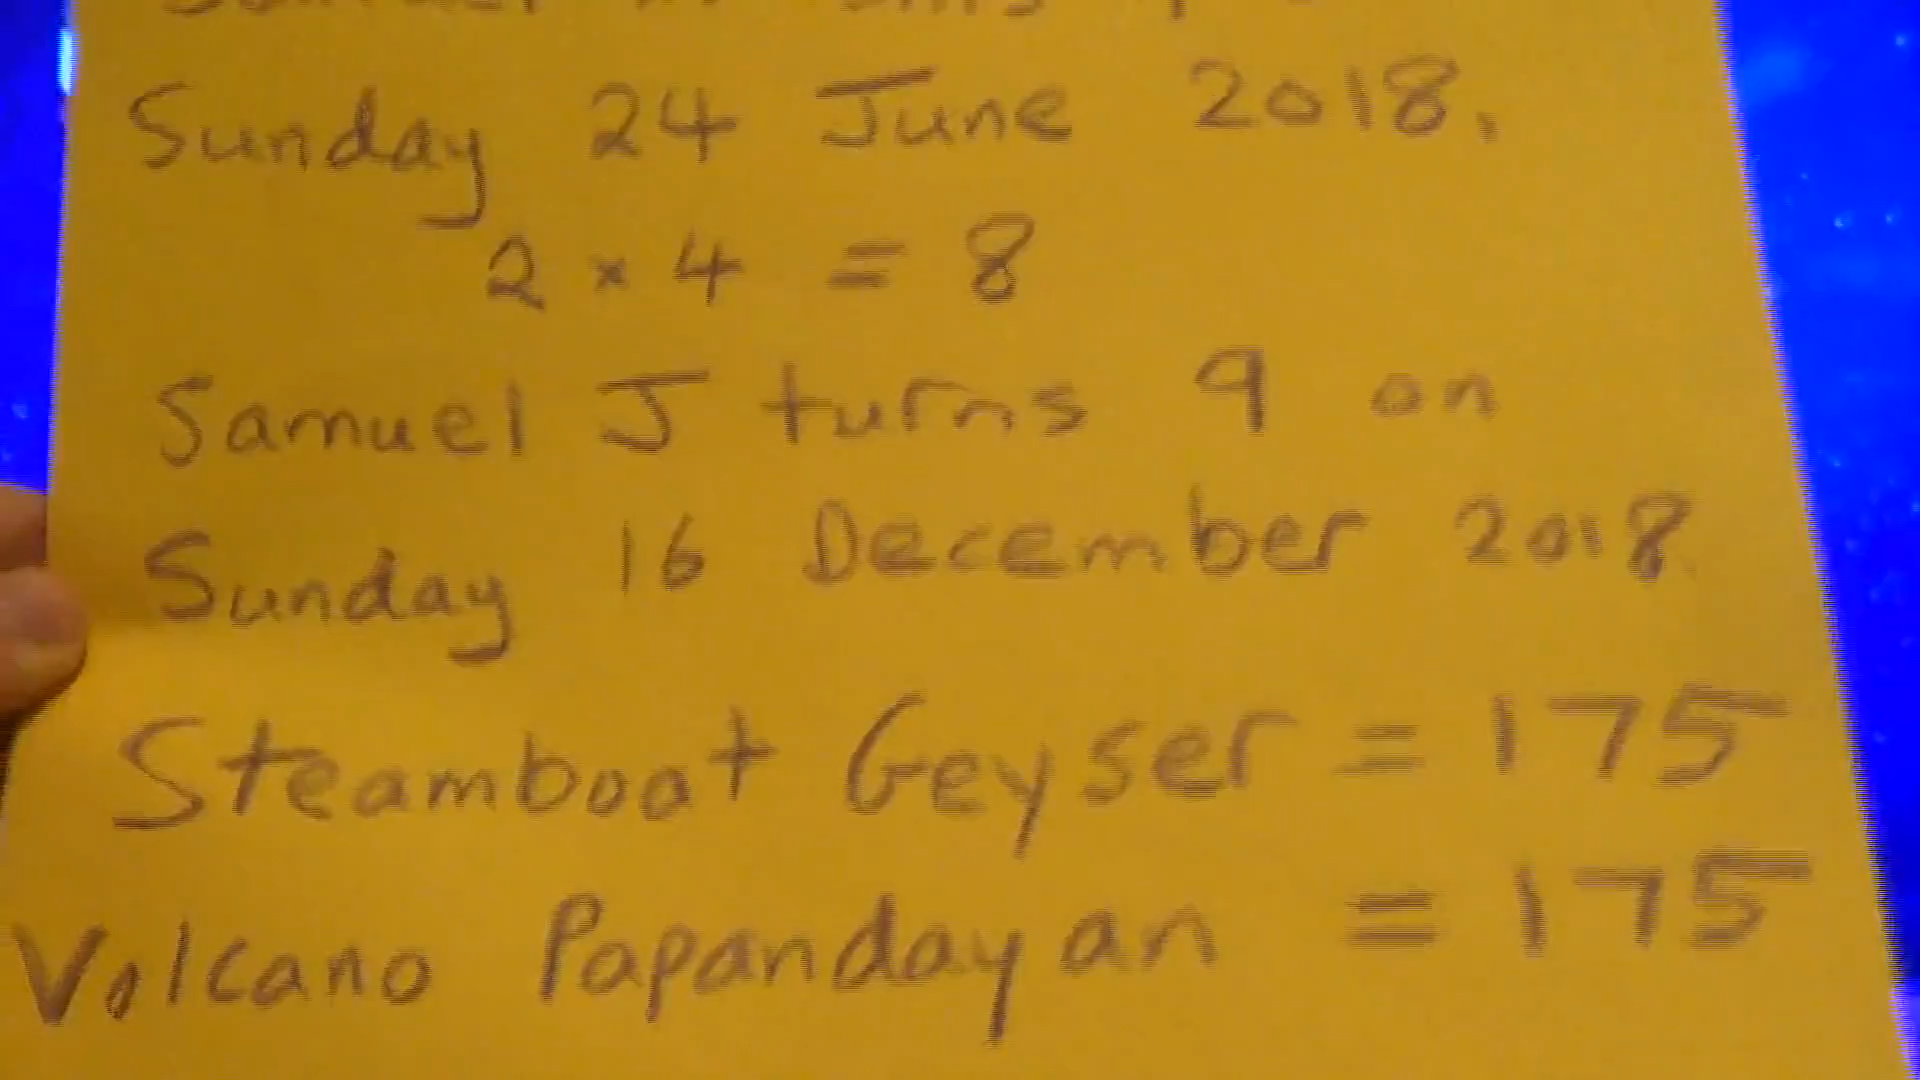 Sunday 24 June 2018.
2 x 4 = 8
Samuel J turns 9 on
Sunday 16 December 2018
Steamboat Geyser = 175
Volcano Papandayan = 175